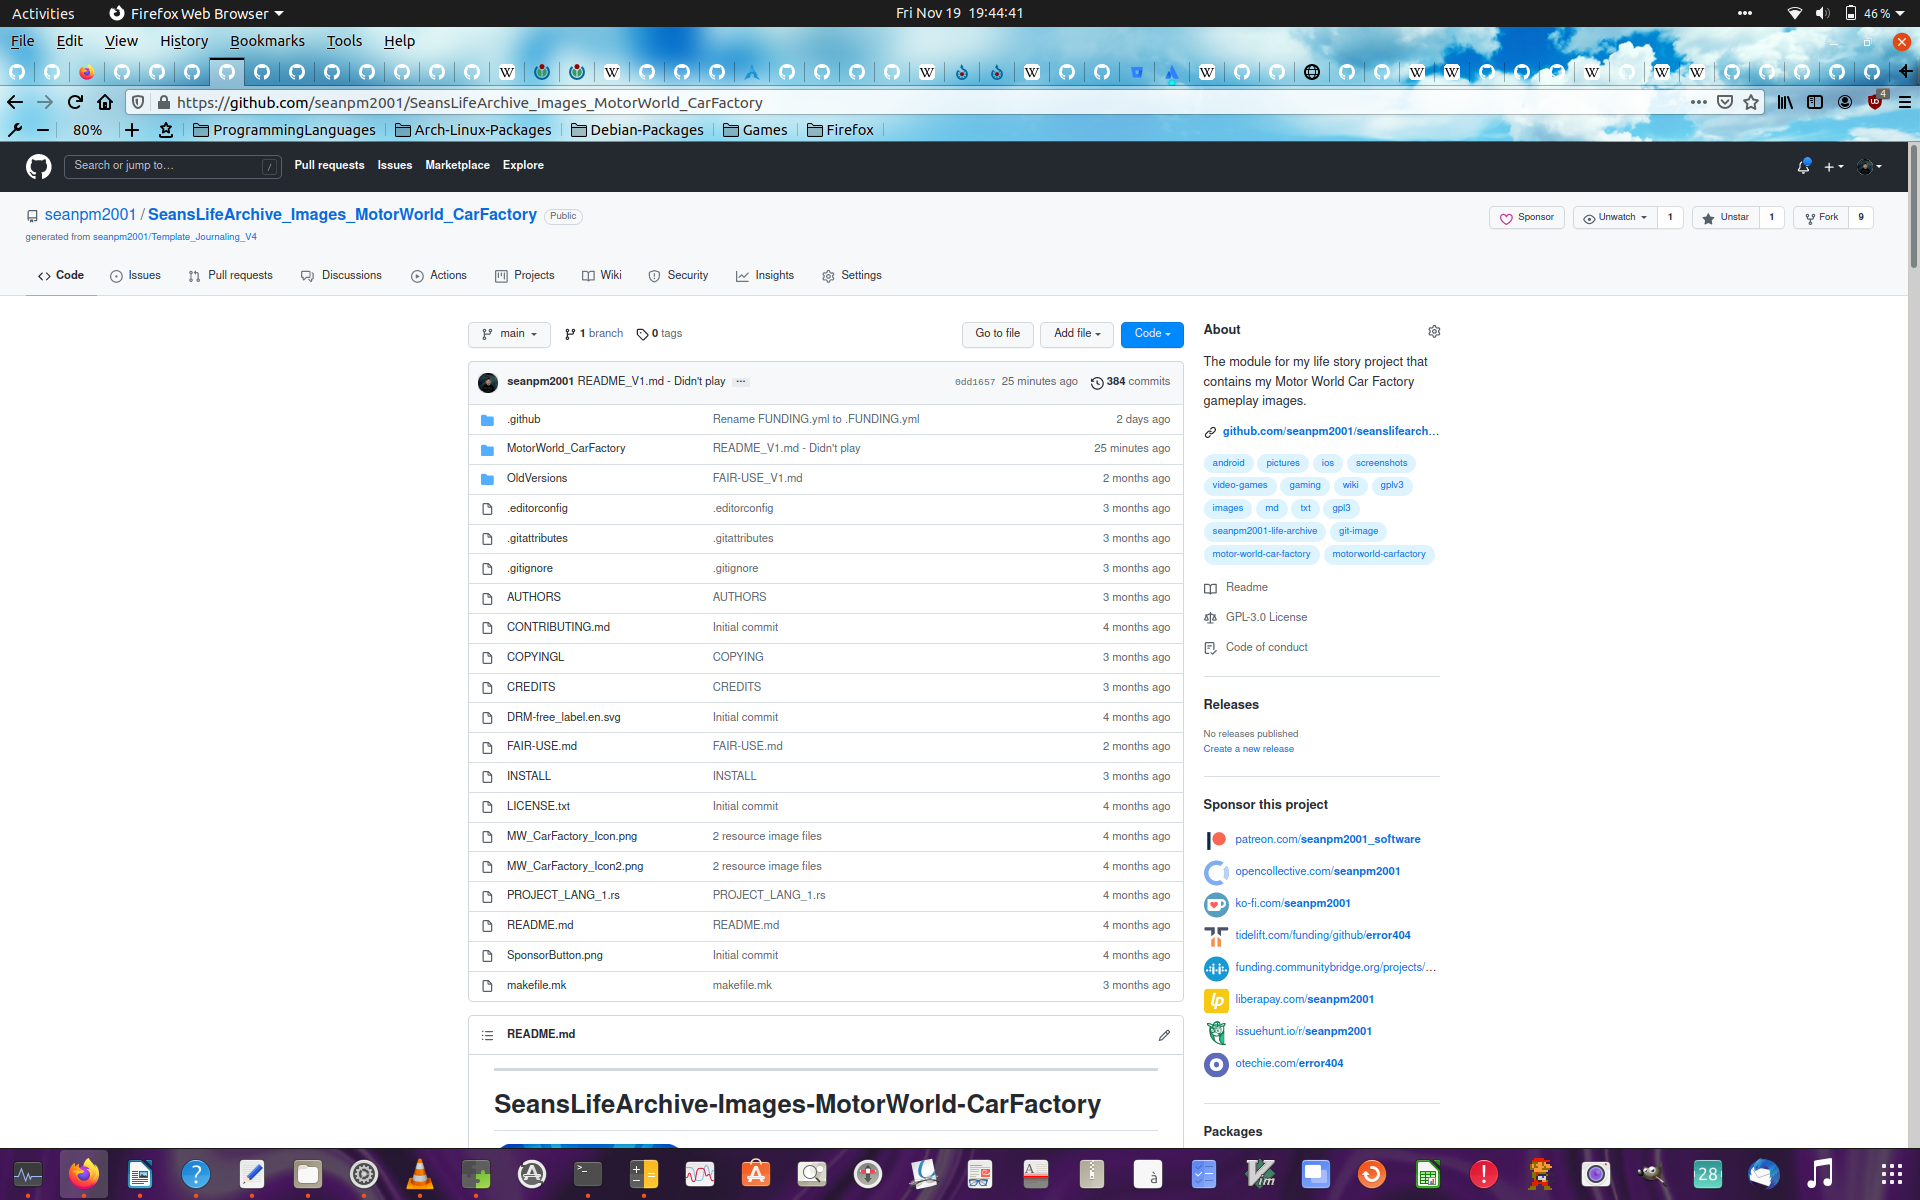 Activities
Firefox Web Browser
Fri Nov 19 19:44:41
46 %
File Edit View History Bookmarks Tools Help
https://github.com/seanpm2001/SeansLifeArchive_Images_MotorWorld_CarFactory
4
80%
ProgrammingLanguages
Arch-Linux-Packages
Debian-Packages
Games
Firefox
Search or jump to… /
Pull requests Issues Marketplace Explore
seanpm2001 / SeansLifeArchive_Images_MotorWorld_CarFactory Public
Sponsor
Unwatch 1
Unstar 1
Fork 9
generated from seanpm2001/Template_Journaling_V4
Code
Issues
Pull requests
Discussions
Actions
Projects
Wiki
Security
Insights
Settings
main
1 branch
0 tags
Go to file
Add file
Code
seanpm2001 README_V1.md - Didn't play ... 0dd1657 25 minutes ago 384 commits
.github Rename FUNDING.yml to .FUNDING.yml 2 days ago
MotorWorld_CarFactory README_V1.md - Didn't play 25 minutes ago
OldVersions FAIR-USE_V1.md 2 months ago
.editorconfig .editorconfig 3 months ago
.gitattributes .gitattributes 3 months ago
.gitignore .gitignore 3 months ago
AUTHORS AUTHORS 3 months ago
CONTRIBUTING.md Initial commit 4 months ago
COPYINGL COPYING 3 months ago
CREDITS CREDITS 3 months ago
DRM-free_label.en.svg Initial commit 4 months ago
FAIR-USE.md FAIR-USE.md 2 months ago
INSTALL INSTALL 3 months ago
LICENSE.txt Initial commit 4 months ago
MW_CarFactory_Icon.png 2 resource image files 4 months ago
MW_CarFactory_Icon2.png 2 resource image files 4 months ago
PROJECT_LANG_1.rs PROJECT_LANG_1.rs 4 months ago
README.md README.md 4 months ago
SponsorButton.png Initial commit 4 months ago
makefile.mk makefile.mk 3 months ago
README.md
SeansLifeArchive-Images-MotorWorld-CarFactory
About
The module for my life story project that
contains my Motor World Car Factory
gameplay images.
github.com/seanpm2001/seanslifearch…
android pictures ios screenshots
video-games gaming wiki gplv3
images md txt gpl3
seanpm2001-life-archive git-image
motor-world-car-factory motorworld-carfactory
Readme
GPL-3.0 License
Code of conduct
Releases
No releases published
Create a new release
Sponsor this project
patreon.com/seanpm2001_software
opencollective.com/seanpm2001
ko-fi.com/seanpm2001
tidelift.com/funding/github/error404
funding.communitybridge.org/projects/…
lp liberapay.com/seanpm2001
issuehunt.io/r/seanpm2001
otechie.com/error404
Packages
28